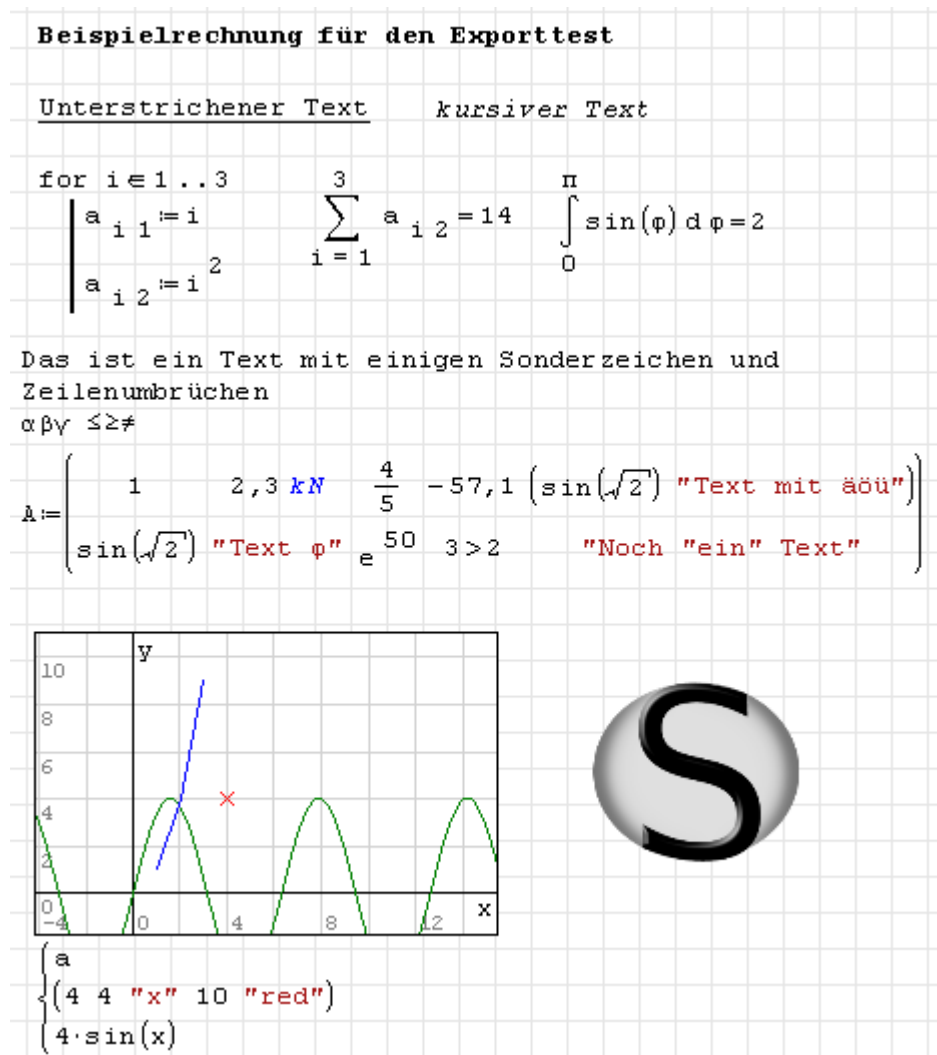 Beispielrechnung für den Exporttest
Unterstrichener Text kursiver Text
for i∈1..3
a i 1 := i
a i 2 := i 2
3
∑ a i 2 = 14
i = 1
π
∫ sin(φ) d φ = 2
0
Das ist ein Text mit einigen Sonderzeichen und
Zeilenumbrüchen
αβγ ≤≥≠
A:= ( 1 2,3 kN 4/5 -57,1 (sin(√2) "Text mit äöü")
sin(√2) "Text φ" e 50 3>2 "Noch "ein" Text" )
y
10
8
6
4
2
0
-4 0 4 8 12 x
S
{ a
(4 4 "x" 10 "red")
4·sin(x)